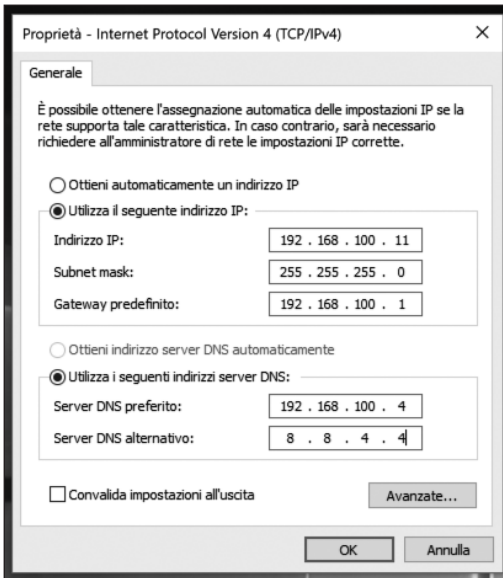 Proprietà - Internet Protocol Version 4 (TCP/IPv4)
Generale
È possibile ottenere l'assegnazione automatica delle impostazioni IP se la
rete supporta tale caratteristica. In caso contrario, sarà necessario
richiedere all'amministratore di rete le impostazioni IP corrette.
Ottieni automaticamente un indirizzo IP
Utilizza il seguente indirizzo IP:
Indirizzo IP: 192 . 168 . 100 . 11
Subnet mask: 255 . 255 . 255 . 0
Gateway predefinito: 192 . 168 . 100 . 1
Ottieni indirizzo server DNS automaticamente
Utilizza i seguenti indirizzi server DNS:
Server DNS preferito: 192 . 168 . 100 . 4
Server DNS alternativo: 8 . 8 . 4 . 4
Convalida impostazioni all'uscita
Avanzate...
OK Annulla